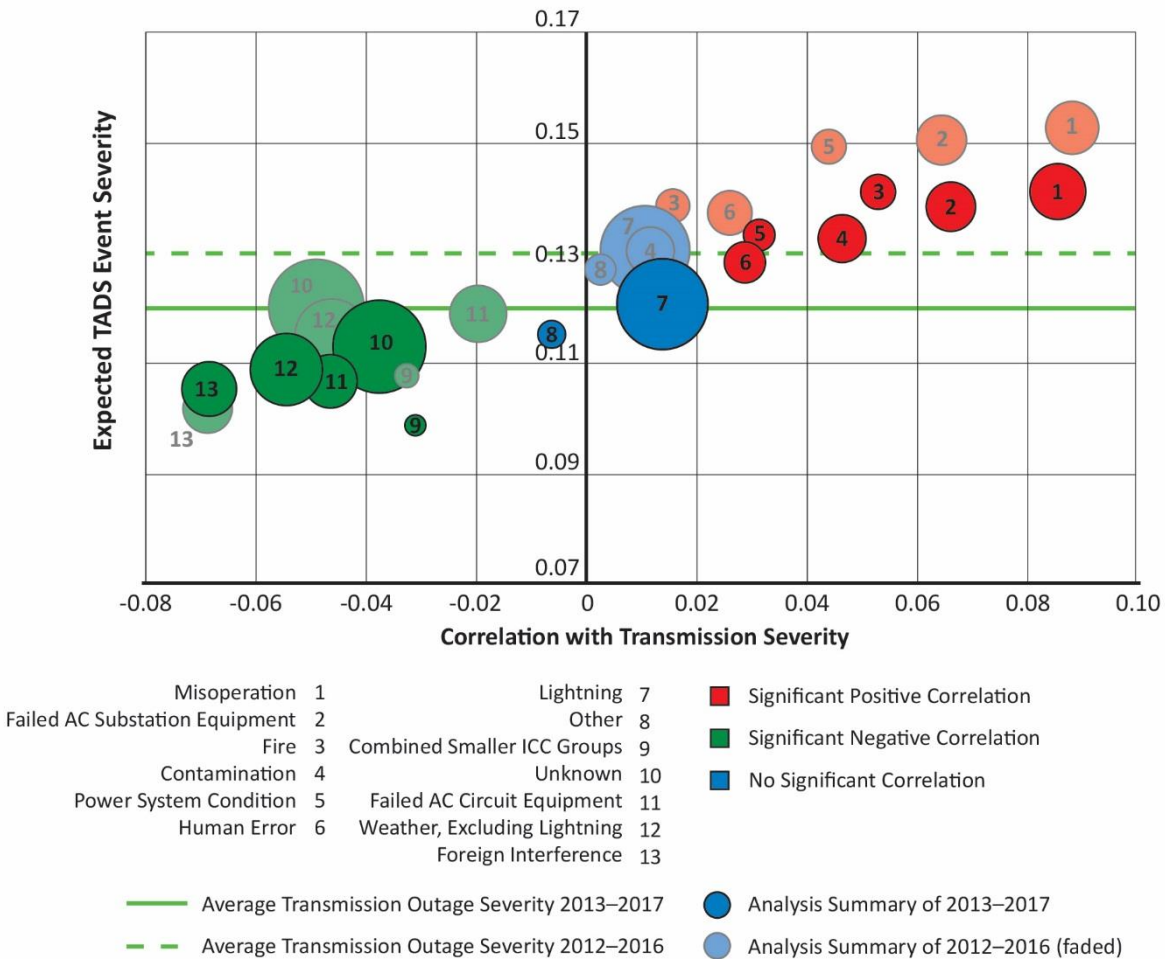 0.17
0.15
0.13
0.11
0.09
0.07
Expected TADS Event Severity
1
2
5
3
6
7
4
8
3
1
2
4
5
6
7
10
12
11
9
13
8
10
12
11
13
9
-0.08 -0.06 -0.04 -0.02 0 0.02 0.04 0.06 0.08 0.10
Correlation with Transmission Severity
Misoperation 1
Failed AC Substation Equipment 2
Fire 3
Contamination 4
Power System Condition 5
Human Error 6
Lightning 7
Other 8
Combined Smaller ICC Groups 9
Unknown 10
Failed AC Circuit Equipment 11
Weather, Excluding Lightning 12
Foreign Interference 13
Significant Positive Correlation
Significant Negative Correlation
No Significant Correlation
Average Transmission Outage Severity 2013–2017
Average Transmission Outage Severity 2012–2016
Analysis Summary of 2013–2017
Analysis Summary of 2012–2016 (faded)